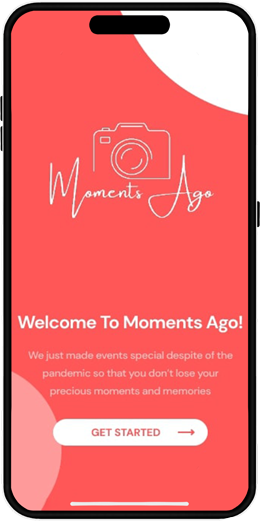 Moments Ago
Welcome To Moments Ago!
We just made events special despite of the
pandemic so that you don't lose your
precious moments and memories
GET STARTED